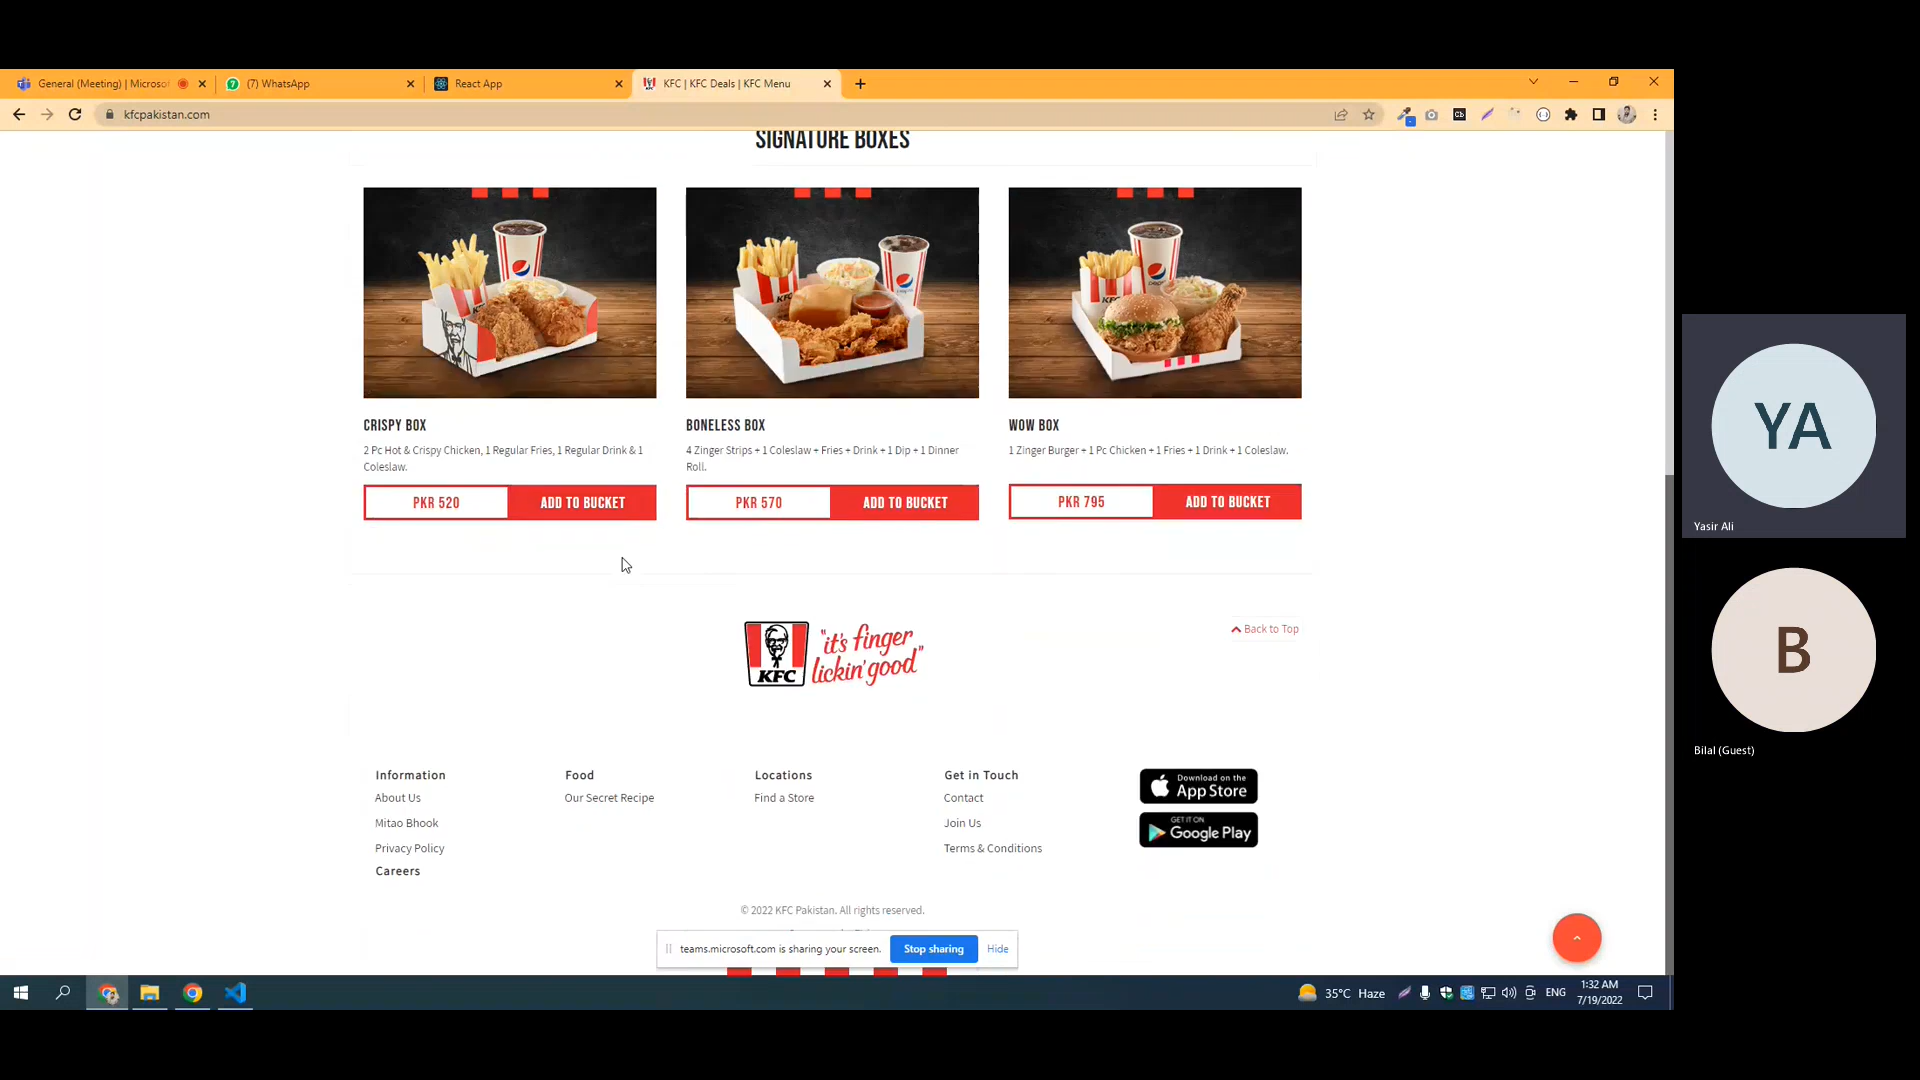 General (Meeting) | Microso
(7) WhatsApp
React App
KFC | KFC Deals | KFC Menu
kfcpakistan.com
SIGNATURE BOXES
CRISPY BOX
2 Pc Hot & Crispy Chicken, 1 Regular Fries, 1 Regular Drink & 1
Coleslaw.
PKR 520
ADD TO BUCKET
BONELESS BOX
4 Zinger Strips + 1 Coleslaw + Fries + Drink + 1 Dip + 1 Dinner
Roll.
PKR 570
ADD TO BUCKET
WOW BOX
1 Zinger Burger + 1 Pc Chicken + 1 Fries + 1 Drink + 1 Coleslaw.
PKR 795
ADD TO BUCKET
KFC
"it's finger
lickin' good"
Back to Top
Information
About Us
Mitao Bhook
Privacy Policy
Careers
Food
Our Secret Recipe
Locations
Find a Store
Get in Touch
Contact
Join Us
Terms & Conditions
Download on the
App Store
GET IT ON
Google Play
© 2022 KFC Pakistan. All rights reserved.
teams.microsoft.com is sharing your screen.
Stop sharing
Hide
35°C Haze
ENG
1:32 AM
7/19/2022
YA
Yasir Ali
B
Bilal (Guest)